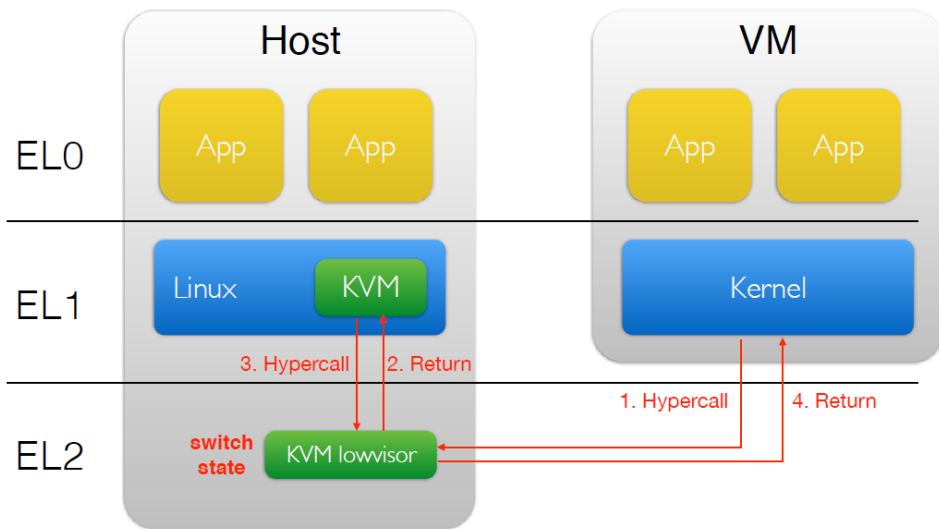 Host
VM
EL0
App
App
App
App
EL1
Linux
KVM
Kernel
3. Hypercall
2. Return
1. Hypercall
4. Return
EL2
switch
state
KVM lowvisor